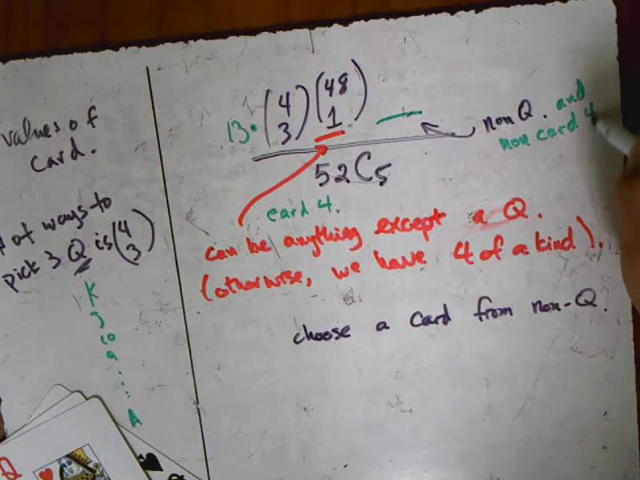 values of
card.
of ways to
pick 3 Q is (4
3)
K
J
10
9
A
Q
13 · (4
3) (48
1)
52C5
non Q. and
non card 4
card 4.
can be anything except a Q.
(otherwise, we have 4 of a kind).
choose a card from non-Q.